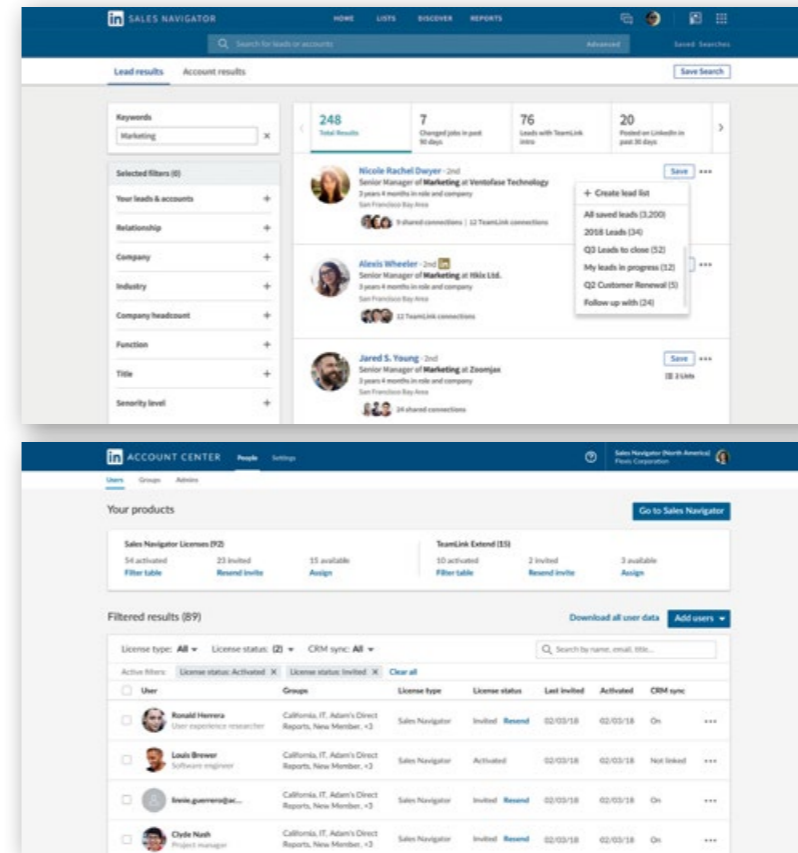 in SALES NAVIGATOR HOME LISTS DISCOVER REPORTS
Search for leads or accounts Advanced Saved Searches
Lead results Account results Save Search
Keywords
Marketing ×
Selected filters (0)
Your leads & accounts +
Relationship +
Company +
Industry +
Company headcount +
Function +
Title +
Senority level +
248
Total Results
7
Changed jobs in past
90 days
76
Leads with TeamLink
intro
20
Posted on LinkedIn in
past 30 days
Nicole Rachel Dwyer · 2nd
Senior Manager of Marketing at Ventofase Technology
3 years 4 months in role and company
San Francisco Bay Area
9 shared connections | 12 TeamLink connections
Save
+ Create lead list
All saved leads (3,200)
2018 Leads (34)
Q3 Leads to close (52)
My leads in progress (12)
Q2 Customer Renewal (5)
Follow up with (24)
Alexis Wheeler · 2nd in
Senior Manager of Marketing at Itkix Ltd.
3 years 4 months in role and company
San Francisco Bay Area
12 TeamLink connections
Jared S. Young · 2nd
Senior Manager of Marketing at Zoomjax
3 years 4 months in role and company
San Francisco Bay Area
24 shared connections
Save
2 Lists
in ACCOUNT CENTER People Settings
Sales Navigator (North America)
Flexis Corporation
Users Groups Admins
Your products Go to Sales Navigator
Sales Navigator Licenses (92)
54 activated 23 invited 15 available
Filter table Resend invite Assign
TeamLink Extend (15)
10 activated 2 invited 3 available
Filter table Resend invite Assign
Filtered results (89) Download all user data Add users
License type: All License status: (2) CRM sync: All Search by name, email, title...
Active filters: License status: Activated X License status: Invited X Clear all
User Groups License type License status Last invited Activated CRM sync
Ronald Herrera
User experience researcher
California, IT, Adam's Direct
Reports, New Member, +3
Sales Navigator Invited Resend 02/03/18 02/03/18 On
Louis Brewer
Software engineer
California, IT, Adam's Direct
Reports, New Member, +3
Sales Navigator Activated 02/03/18 02/03/18 Not linked
linnie.guerrero@ac...
California, IT, Adam's Direct
Reports, New Member, +3
Sales Navigator Invited Resend 02/03/18 02/03/18 On
Clyde Nash
Project manager
California, IT, Adam's Direct
Reports, New Member, +3
Sales Navigator Invited Resend 02/03/18 02/03/18 On